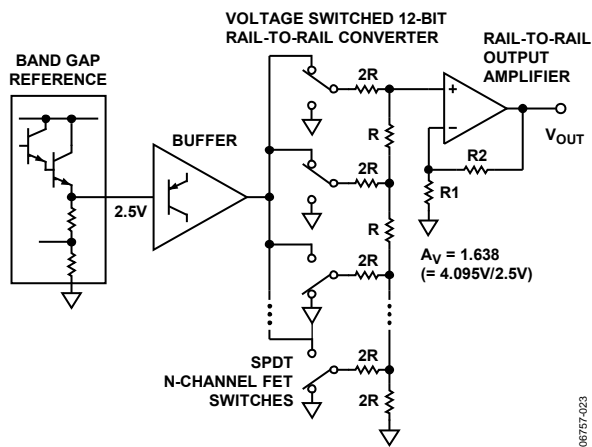 VOLTAGE SWITCHED 12-BIT
RAIL-TO-RAIL CONVERTER
RAIL-TO-RAIL
OUTPUT
AMPLIFIER
BAND GAP
REFERENCE
BUFFER
2.5V
2R
R
2R
R
2R
2R
2R
SPDT
N-CHANNEL FET
SWITCHES
+
–
VOUT
R2
R1
AV = 1.638
(= 4.095V/2.5V)
06757-023